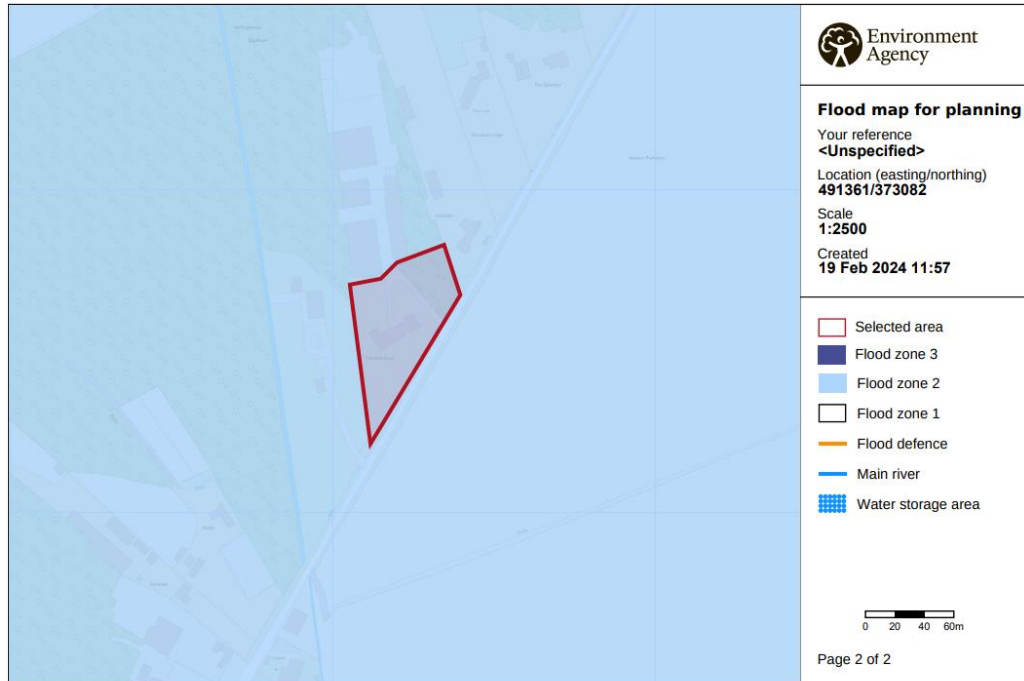 Environment
Agency
Flood map for planning
Your reference
<Unspecified>
Location (easting/northing)
491361/373082
Scale
1:2500
Created
19 Feb 2024 11:57
Selected area
Flood zone 3
Flood zone 2
Flood zone 1
Flood defence
Main river
Water storage area
0 20 40 60m
Page 2 of 2